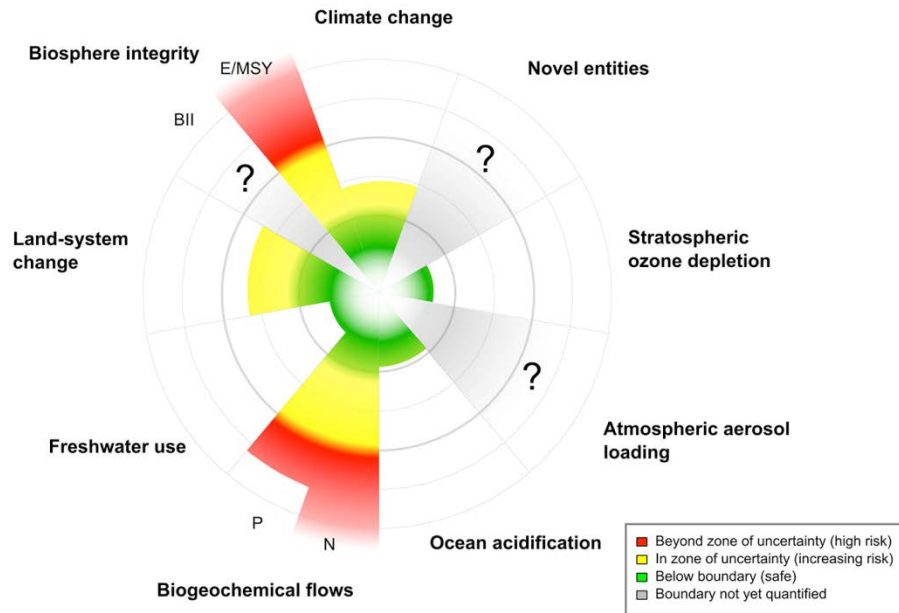 Climate change
Biosphere integrity
E/MSY
Novel entities
BII
?
?
Land-system
change
Stratospheric
ozone depletion
?
Freshwater use
Atmospheric aerosol
loading
P
N
Ocean acidification
Biogeochemical flows
Beyond zone of uncertainty (high risk)
In zone of uncertainty (increasing risk)
Below boundary (safe)
Boundary not yet quantified